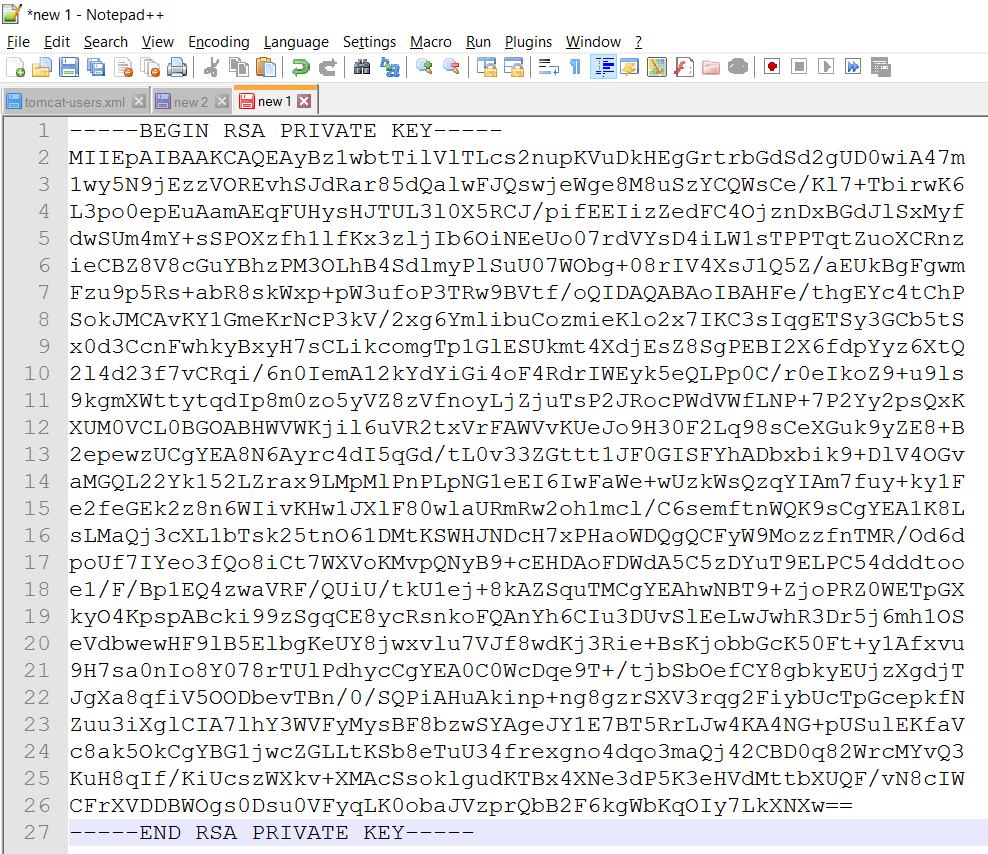 *new 1 - Notepad++
File Edit Search View Encoding Language Settings Macro Run Plugins Window ?
tomcat-users.xml new 2 new 1
1 -----BEGIN RSA PRIVATE KEY-----
2 MIIEpAIBAAKCAQEAyBz1wbtTilVlTLcs2nupKVuDkHEgGrtrbGdSd2gUD0wiA47m
3 1wy5N9jEzzVOREvhSJdRar85dQalwFJQswjeWge8M8uSzYCQWsCe/Kl7+TbirwK6
4 L3po0epEuAamAEqFUHysHJTUL3l0X5RCJ/pifEEIizZedFC4OjznDxBGdJlSxMyf
5 dwSUm4mY+sSPOXzfh1lfKx3zljIb6OiNEeUo07rdVYsD4iLW1sTPPTqtZuoXCRnz
6 ieCBZ8V8cGuYBhzPM3OLhB4SdlmyPlSuU07WObg+08rIV4XsJ1Q5Z/aEUkBgFgwm
7 Fzu9p5Rs+abR8skWxp+pW3ufoP3TRw9BVtf/oQIDAQABAoIBAHFe/thgEYc4tChP
8 SokJMCAvKY1GmeKrNcP3kV/2xg6YmlibuCozmieKlo2x7IKC3sIqgETSy3GCb5tS
9 x0d3CcnFwhkyBxyH7sCLikcomgTp1GlESUkmt4XdjEsZ8SgPEBI2X6fdpYyz6XtQ
10 2l4d23f7vCRqi/6n0IemA12kYdYiGi4oF4RdrIWEyk5eQLPp0C/r0eIkoZ9+u9ls
11 9kgmXWttytqdIp8m0zo5yVZ8zVfnoyLjZjuTsP2JRocPWdVWfLNP+7P2Yy2psQxK
12 XUM0VCL0BGOABHWVWKjil6uVR2txVrFAWVvKUeJo9H30F2Lq98sCeXGuk9yZE8+B
13 2epewzUCgYEA8N6Ayrc4dI5qGd/tL0v33ZGttt1JF0GISFYhADbxbik9+DlV4OGv
14 aMGQL22Yk152LZrax9LMpMlPnPLpNG1eEI6IwFaWe+wUzkWsQzqYIAm7fuy+ky1F
15 e2feGEk2z8n6WIivKHw1JXlF80wlaURmRw2oh1mcl/C6semftnWQK9sCgYEA1K8L
16 sLMaQj3cXL1bTsk25tnO61DMtKSWHJNDcH7xPHaoWDQgQCFyW9MozzfnTMR/Od6d
17 poUf7IYeo3fQo8iCt7WXVoKMvpQNyB9+cEHDAoFDWdA5C5zDYuT9ELPC54dddtoo
18 e1/F/Bp1EQ4zwaVRF/QUiU/tkU1ej+8kAZSquTMCgYEAhwNBT9+ZjoPRZ0WETpGX
19 kyO4KpspABcki99zSgqCE8ycRsnkoFQAnYh6CIu3DUvSlEeLwJwhR3Dr5j6mh1OS
20 eVdbwewHF9lB5ElbgKeUY8jwxvlu7VJf8wdKj3Rie+BsKjobbGcK50Ft+y1Afxvu
21 9H7sa0nIo8Y078rTUlPdhycCgYEA0C0WcDqe9T+/tjbSbOefCY8gbkyEUjzXgdjT
22 JgXa8qfiV5OODbevTBn/0/SQPiAHuAkinp+ng8gzrSXV3rqg2FiybUcTpGcepkfN
23 Zuu3iXglCIA7lhY3WVFyMysBF8bzwSYAgeJY1E7BT5RrLJw4KA4NG+pUSulEKfaV
24 c8ak5OkCgYBG1jwcZGLLtKSb8eTuU34frexgno4dqo3maQj42CBD0q82WrcMYvQ3
25 KuH8qIf/KiUcszWXkv+XMAcSsoklgudKTBx4XNe3dP5K3eHVdMttbXUQF/vN8cIW
26 CFrXVDDBWOgs0Dsu0VFyqLK0obaJVzprQbB2F6kgWbKqOIy7LkXNXw==
27 -----END RSA PRIVATE KEY-----